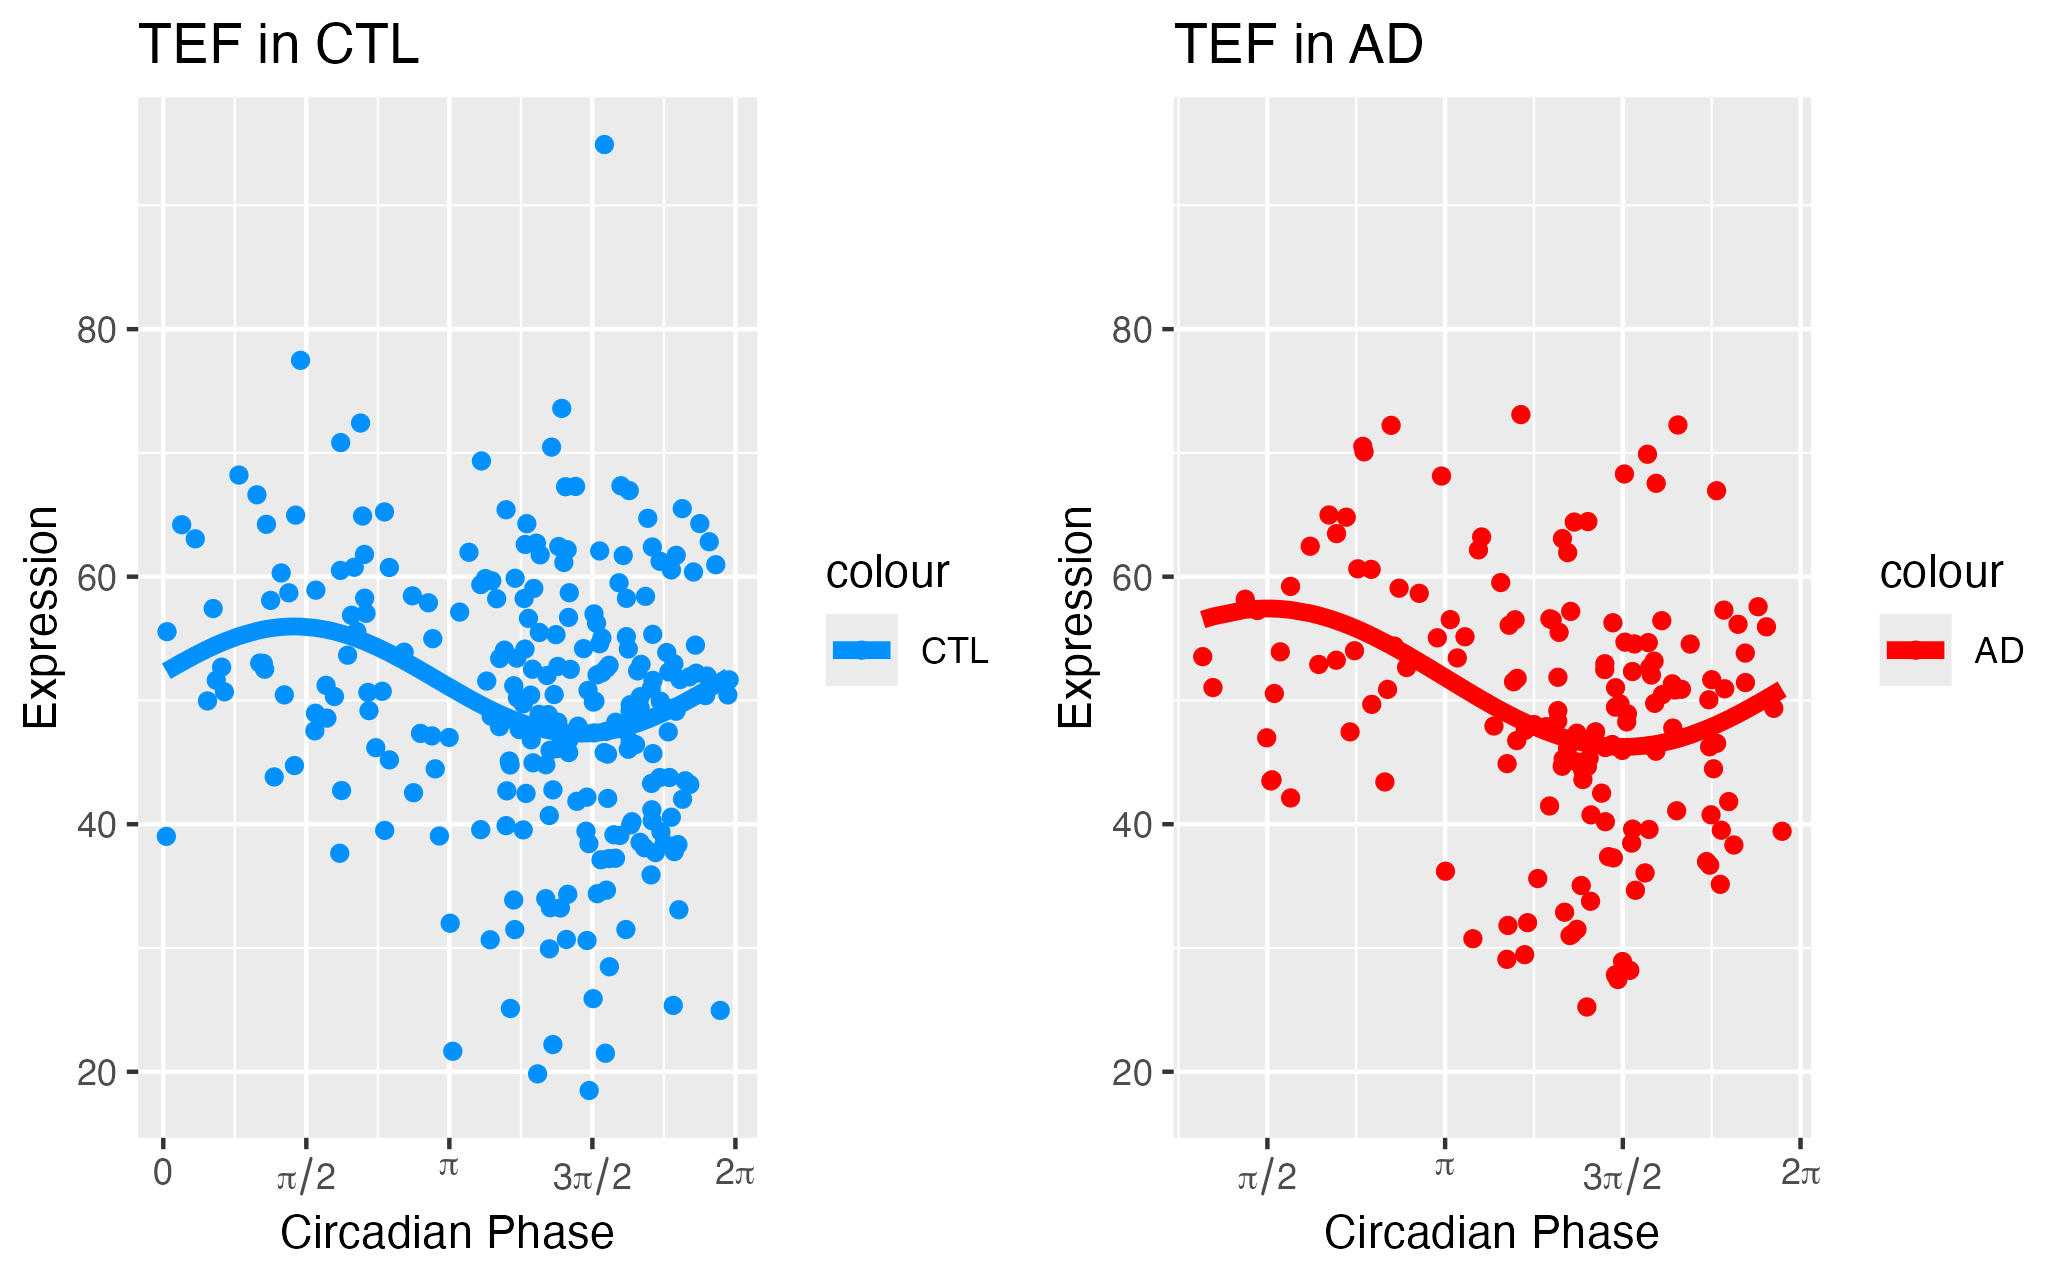 TEF in CTL
Expression
80
60
40
20
0
π/2
π
3π/2
2π
Circadian Phase
colour
CTL
TEF in AD
Expression
80
60
40
20
π/2
π
3π/2
2π
Circadian Phase
colour
AD